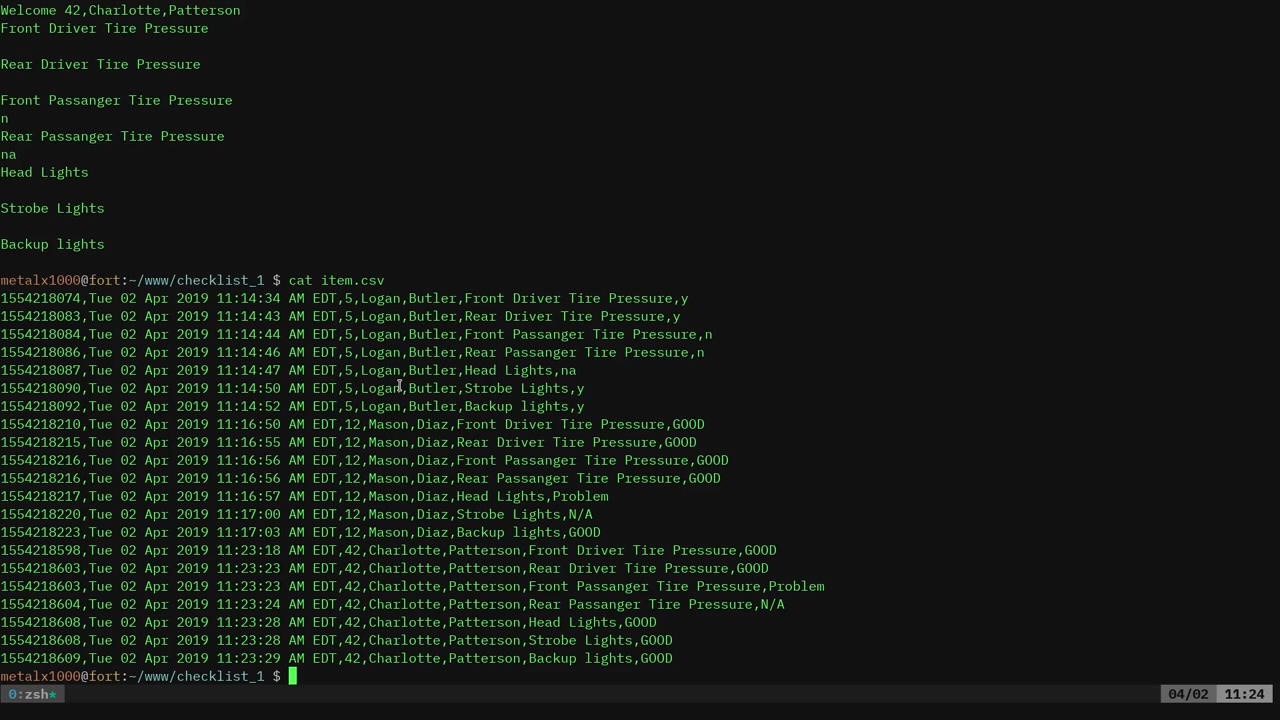 Welcome 42,Charlotte,Patterson
Front Driver Tire Pressure
Rear Driver Tire Pressure
Front Passanger Tire Pressure
n
Rear Passanger Tire Pressure
na
Head Lights
Strobe Lights
Backup lights
metalx1000@fort:~/www/checklist_1 $ cat item.csv
1554218074,Tue 02 Apr 2019 11:14:34 AM EDT,5,Logan,Butler,Front Driver Tire Pressure,y
1554218083,Tue 02 Apr 2019 11:14:43 AM EDT,5,Logan,Butler,Rear Driver Tire Pressure,y
1554218084,Tue 02 Apr 2019 11:14:44 AM EDT,5,Logan,Butler,Front Passanger Tire Pressure,n
1554218086,Tue 02 Apr 2019 11:14:46 AM EDT,5,Logan,Butler,Rear Passanger Tire Pressure,n
1554218087,Tue 02 Apr 2019 11:14:47 AM EDT,5,Logan,Butler,Head Lights,na
1554218090,Tue 02 Apr 2019 11:14:50 AM EDT,5,Logan,Butler,Strobe Lights,y
1554218092,Tue 02 Apr 2019 11:14:52 AM EDT,5,Logan,Butler,Backup lights,y
1554218210,Tue 02 Apr 2019 11:16:50 AM EDT,12,Mason,Diaz,Front Driver Tire Pressure,GOOD
1554218215,Tue 02 Apr 2019 11:16:55 AM EDT,12,Mason,Diaz,Rear Driver Tire Pressure,GOOD
1554218216,Tue 02 Apr 2019 11:16:56 AM EDT,12,Mason,Diaz,Front Passanger Tire Pressure,GOOD
1554218216,Tue 02 Apr 2019 11:16:56 AM EDT,12,Mason,Diaz,Rear Passanger Tire Pressure,GOOD
1554218217,Tue 02 Apr 2019 11:16:57 AM EDT,12,Mason,Diaz,Head Lights,Problem
1554218220,Tue 02 Apr 2019 11:17:00 AM EDT,12,Mason,Diaz,Strobe Lights,N/A
1554218223,Tue 02 Apr 2019 11:17:03 AM EDT,12,Mason,Diaz,Backup lights,GOOD
1554218598,Tue 02 Apr 2019 11:23:18 AM EDT,42,Charlotte,Patterson,Front Driver Tire Pressure,GOOD
1554218603,Tue 02 Apr 2019 11:23:23 AM EDT,42,Charlotte,Patterson,Rear Driver Tire Pressure,GOOD
1554218603,Tue 02 Apr 2019 11:23:23 AM EDT,42,Charlotte,Patterson,Front Passanger Tire Pressure,Problem
1554218604,Tue 02 Apr 2019 11:23:24 AM EDT,42,Charlotte,Patterson,Rear Passanger Tire Pressure,N/A
1554218608,Tue 02 Apr 2019 11:23:28 AM EDT,42,Charlotte,Patterson,Head Lights,GOOD
1554218608,Tue 02 Apr 2019 11:23:28 AM EDT,42,Charlotte,Patterson,Strobe Lights,GOOD
1554218609,Tue 02 Apr 2019 11:23:29 AM EDT,42,Charlotte,Patterson,Backup lights,GOOD
metalx1000@fort:~/www/checklist_1 $
0:zsh* 04/02 11:24